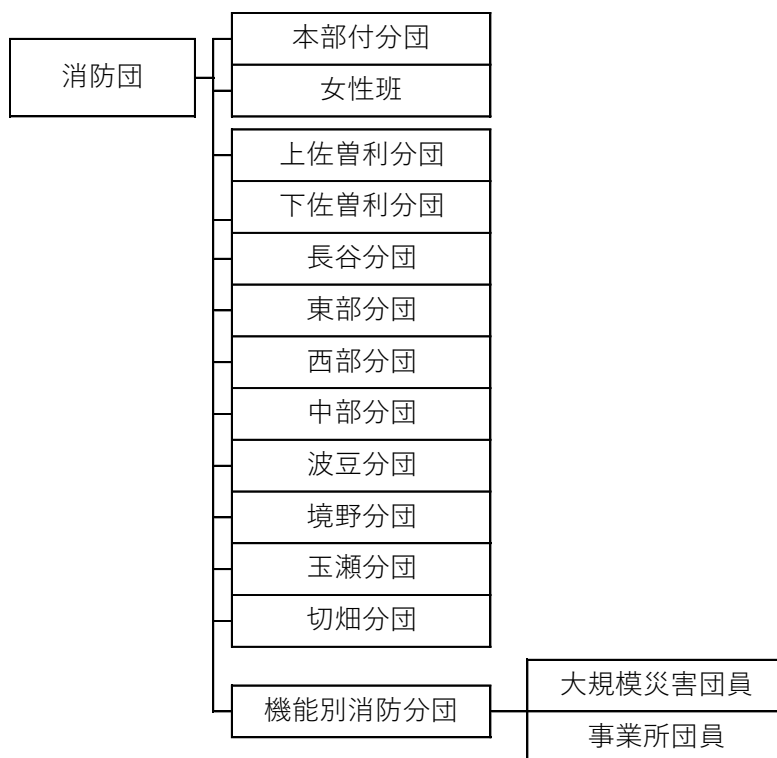 消防団
本部付分団
女性班
上佐曽利分団
下佐曽利分団
長谷分団
東部分団
西部分団
中部分団
波豆分団
境野分団
玉瀬分団
切畑分団
機能別消防分団
大規模災害団員
事業所団員